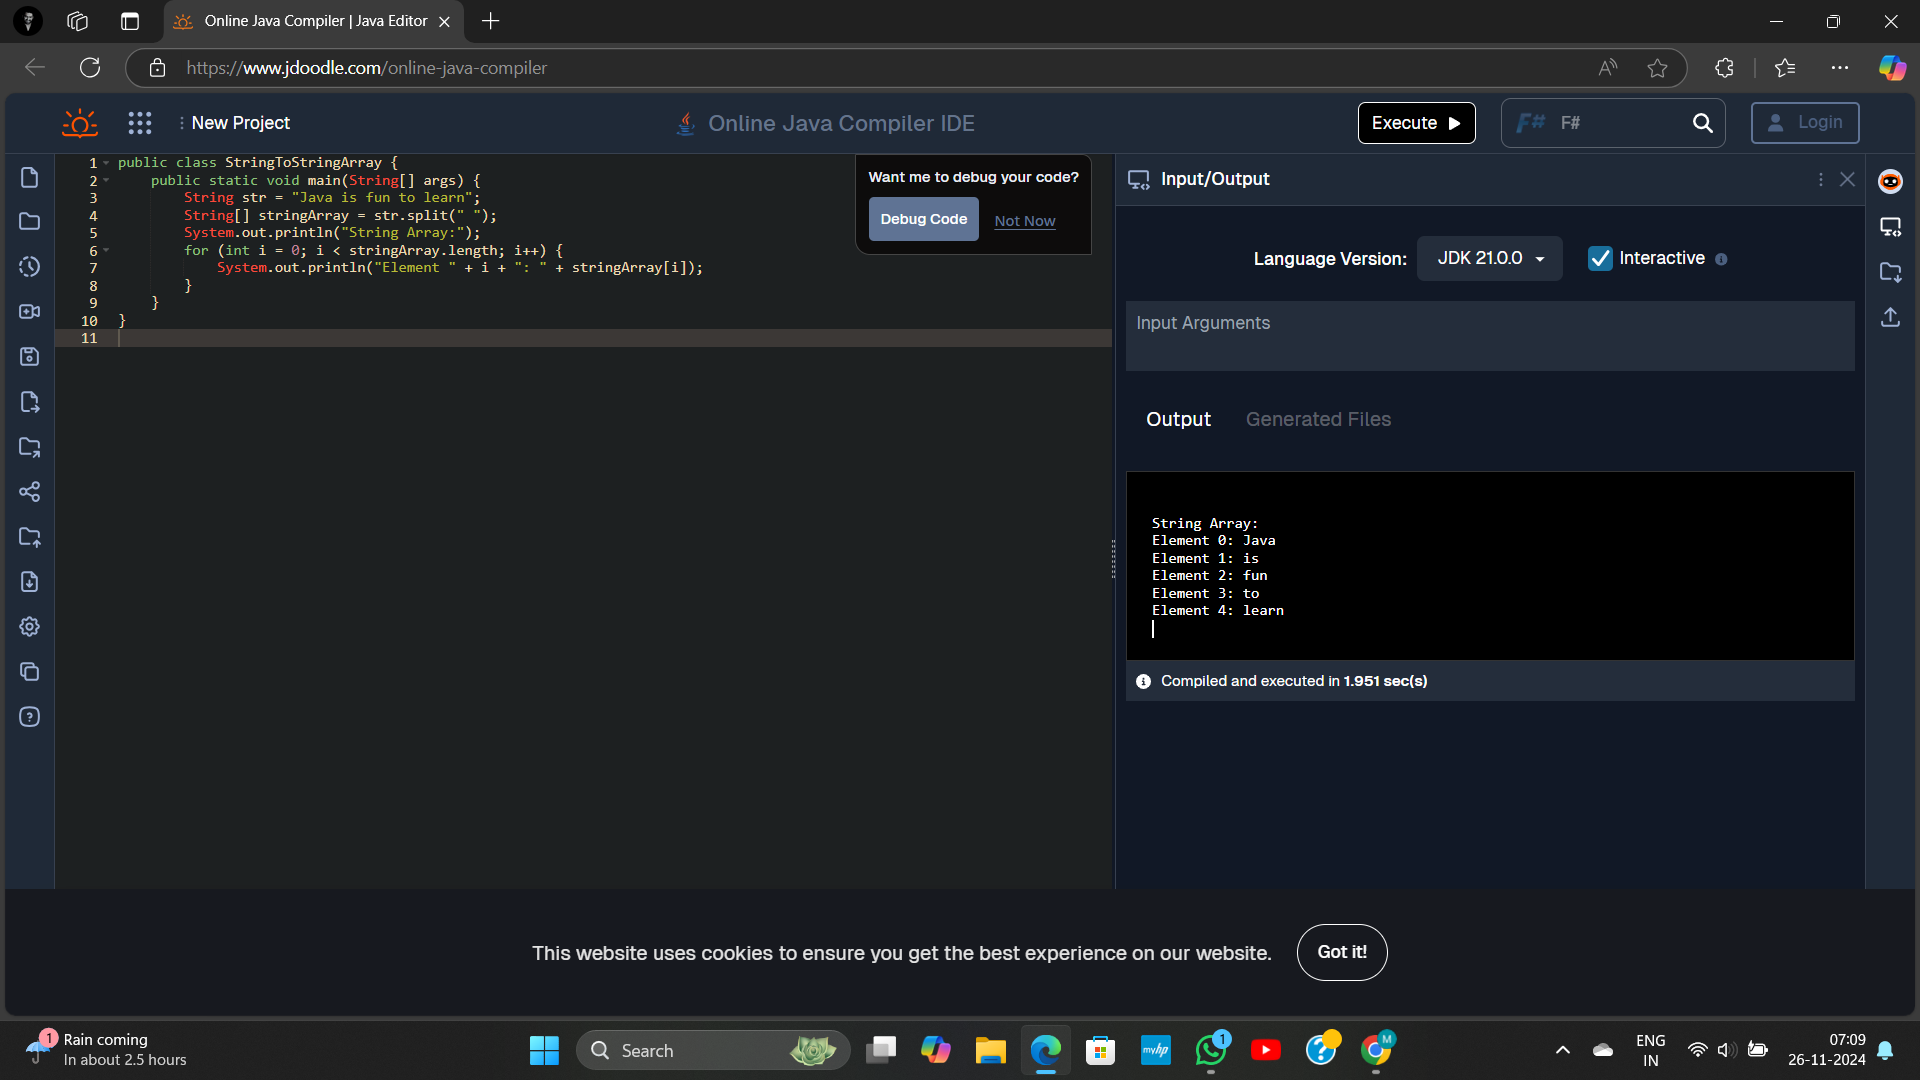 Online Java Compiler | Java Editor
https://www.jdoodle.com/online-java-compiler
New Project
Online Java Compiler IDE
Execute
F# F#
Login
1 public class StringToStringArray {
2 public static void main(String[] args) {
3 String str = "Java is fun to learn";
4 String[] stringArray = str.split(" ");
5 System.out.println("String Array:");
6 for (int i = 0; i < stringArray.length; i++) {
7 System.out.println("Element " + i + ": " + stringArray[i]);
8 }
9 }
10 }
11
Want me to debug your code?
Debug Code Not Now
Input/Output
Language Version: JDK 21.0.0 Interactive
Input Arguments
Output Generated Files
String Array:
Element 0: Java
Element 1: is
Element 2: fun
Element 3: to
Element 4: learn
Compiled and executed in 1.951 sec(s)
This website uses cookies to ensure you get the best experience on our website. Got it!
1
Rain coming
In about 2.5 hours
Search
myhp
1
M
ENG
IN
07:09
26-11-2024